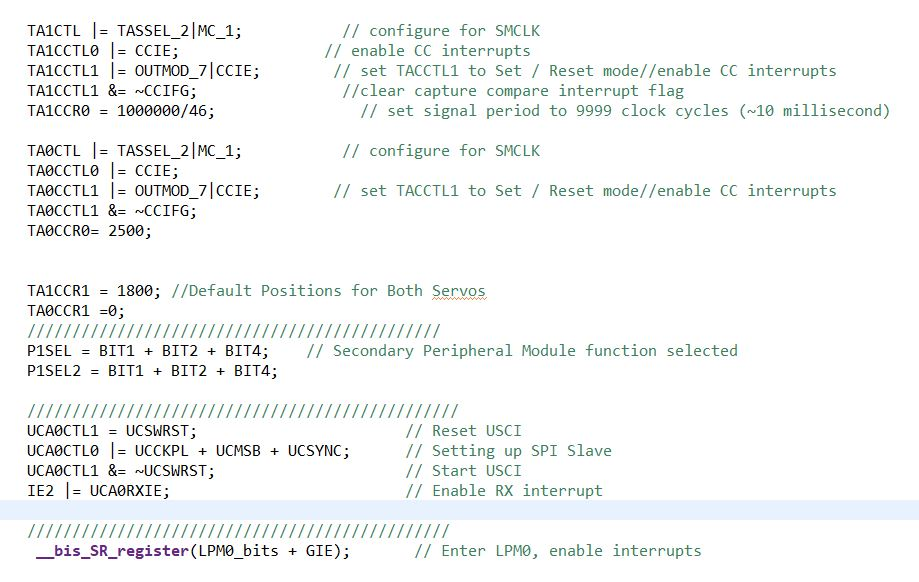 TA1CTL |= TASSEL_2|MC_1; // configure for SMCLK
TA1CCTL0 |= CCIE; // enable CC interrupts
TA1CCTL1 |= OUTMOD_7|CCIE; // set TACCTL1 to Set / Reset mode//enable CC interrupts
TA1CCTL1 &= ~CCIFG; //clear capture compare interrupt flag
TA1CCR0 = 1000000/46; // set signal period to 9999 clock cycles (~10 millisecond)
TA0CTL |= TASSEL_2|MC_1; // configure for SMCLK
TA0CCTL0 |= CCIE;
TA0CCTL1 |= OUTMOD_7|CCIE; // set TACCTL1 to Set / Reset mode//enable CC interrupts
TA0CCTL1 &= ~CCIFG;
TA0CCR0= 2500;
TA1CCR1 = 1800; //Default Positions for Both Servos
TA0CCR1 =0;
//////////////////////////////////////////////
P1SEL = BIT1 + BIT2 + BIT4; // Secondary Peripheral Module function selected
P1SEL2 = BIT1 + BIT2 + BIT4;
////////////////////////////////////////////////
UCA0CTL1 = UCSWRST; // Reset USCI
UCA0CTL0 |= UCCKPL + UCMSB + UCSYNC; // Setting up SPI Slave
UCA0CTL1 &= ~UCSWRST; // Start USCI
IE2 |= UCA0RXIE; // Enable RX interrupt
///////////////////////////////////////////////
__bis_SR_register(LPM0_bits + GIE); // Enter LPM0, enable interrupts